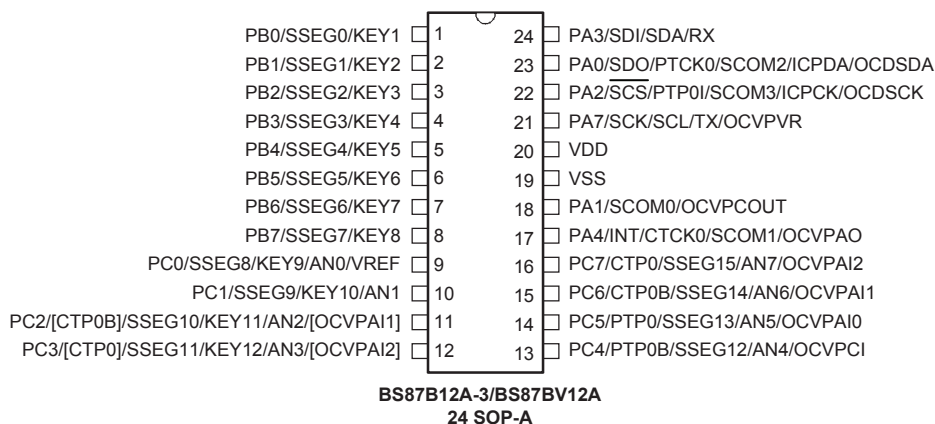 PB0/SSEG0/KEY1 1 24 PA3/SDI/SDA/RX
PB1/SSEG1/KEY2 2 23 PA0/SDO/PTCK0/SCOM2/ICPDA/OCDSDA
PB2/SSEG2/KEY3 3 22 PA2/SCS/PTP0I/SCOM3/ICPCK/OCDSCK
PB3/SSEG3/KEY4 4 21 PA7/SCK/SCL/TX/OCVPVR
PB4/SSEG4/KEY5 5 20 VDD
PB5/SSEG5/KEY6 6 19 VSS
PB6/SSEG6/KEY7 7 18 PA1/SCOM0/OCVPCOUT
PB7/SSEG7/KEY8 8 17 PA4/INT/CTCK0/SCOM1/OCVPAO
PC0/SSEG8/KEY9/AN0/VREF 9 16 PC7/CTP0/SSEG15/AN7/OCVPAI2
PC1/SSEG9/KEY10/AN1 10 15 PC6/CTP0B/SSEG14/AN6/OCVPAI1
PC2/[CTP0B]/SSEG10/KEY11/AN2/[OCVPAI1] 11 14 PC5/PTP0/SSEG13/AN5/OCVPAI0
PC3/[CTP0]/SSEG11/KEY12/AN3/[OCVPAI2] 12 13 PC4/PTP0B/SSEG12/AN4/OCVPCI
BS87B12A-3/BS87BV12A
24 SOP-A